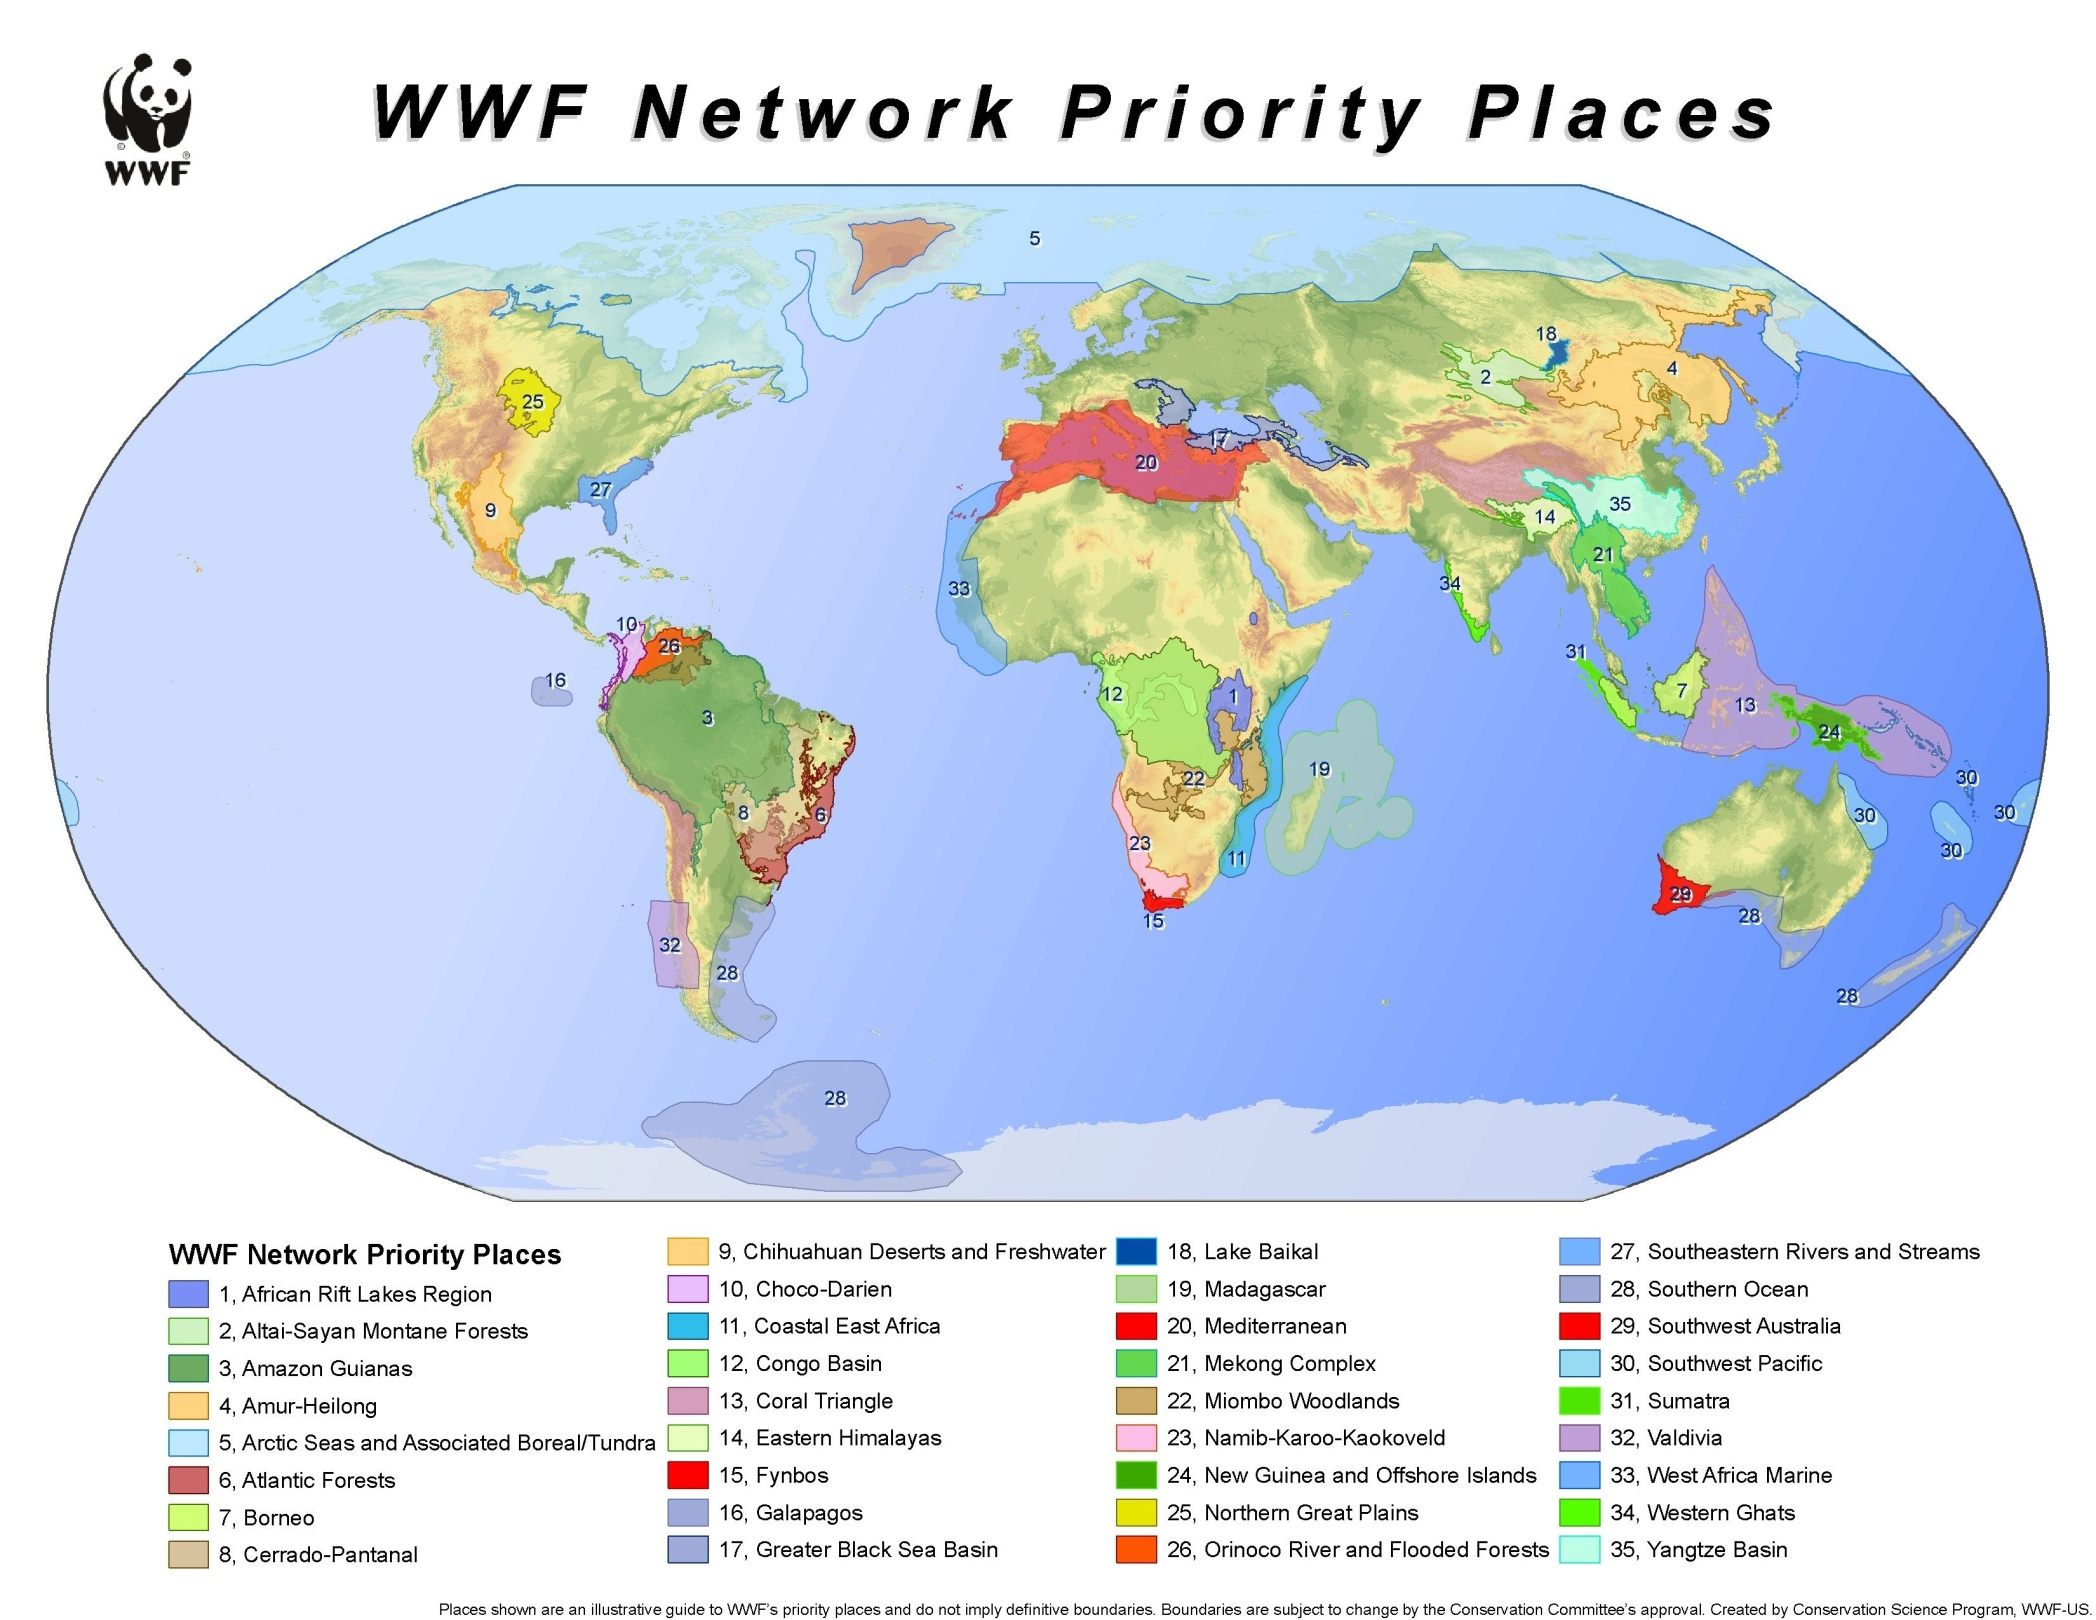 WWF Network Priority Places
© ®
WWF
5
18
4
2
25
17
20
27
9
35
14
21
33
34
10
26
31
16
12
1
7
13
3
24
19
22
30
8
6
30
30
23
30
11
29
15
28
32
28
28
28
WWF Network Priority Places
1, African Rift Lakes Region
2, Altai-Sayan Montane Forests
3, Amazon Guianas
4, Amur-Heilong
5, Arctic Seas and Associated Boreal/Tundra
6, Atlantic Forests
7, Borneo
8, Cerrado-Pantanal
9, Chihuahuan Deserts and Freshwater
10, Choco-Darien
11, Coastal East Africa
12, Congo Basin
13, Coral Triangle
14, Eastern Himalayas
15, Fynbos
16, Galapagos
17, Greater Black Sea Basin
18, Lake Baikal
19, Madagascar
20, Mediterranean
21, Mekong Complex
22, Miombo Woodlands
23, Namib-Karoo-Kaokoveld
24, New Guinea and Offshore Islands
25, Northern Great Plains
26, Orinoco River and Flooded Forests
27, Southeastern Rivers and Streams
28, Southern Ocean
29, Southwest Australia
30, Southwest Pacific
31, Sumatra
32, Valdivia
33, West Africa Marine
34, Western Ghats
35, Yangtze Basin
Places shown are an illustrative guide to WWF's priority places and do not imply definitive boundaries. Boundaries are subject to change by the Conservation Committee's approval. Created by Conservation Science Program, WWF-US